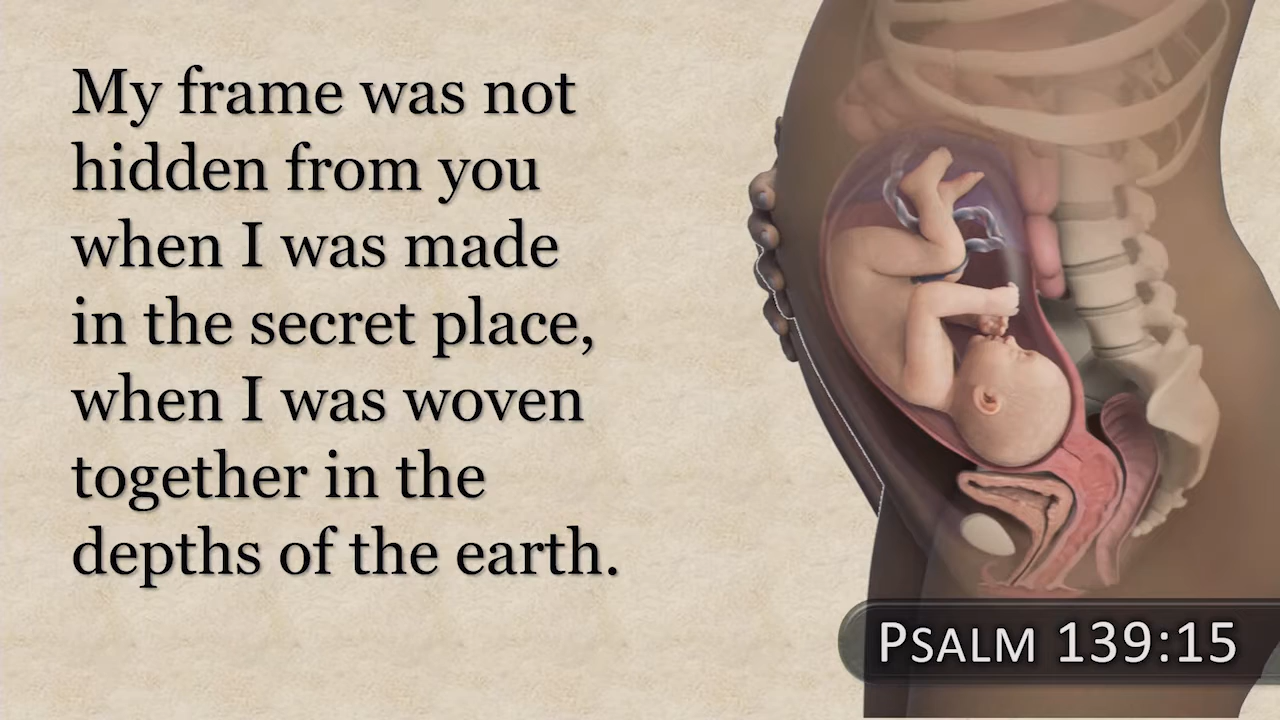 My frame was not
hidden from you
when I was made
in the secret place,
when I was woven
together in the
depths of the earth.
PSALM 139:15